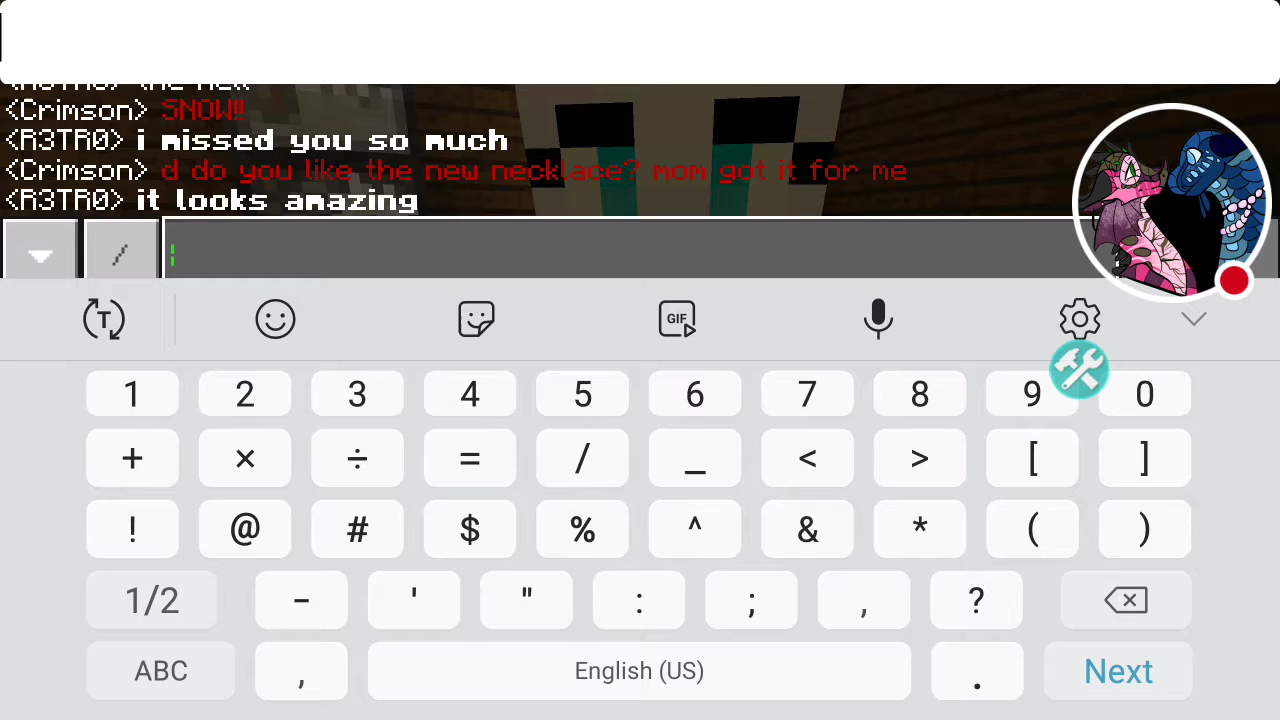 <Crimson> SNOW!!
<R3TR0> i missed you so much
<Crimson> d do you like the new necklace? mom got it for me
<R3TR0> it looks amazing
/
T
GIF
1 2 3 4 5 6 7 8 9 0
+ × ÷ = / _ < > [ ]
! @ # $ % ^ & * ( )
1/2 - ' " : ; , ?
ABC , English (US) . Next